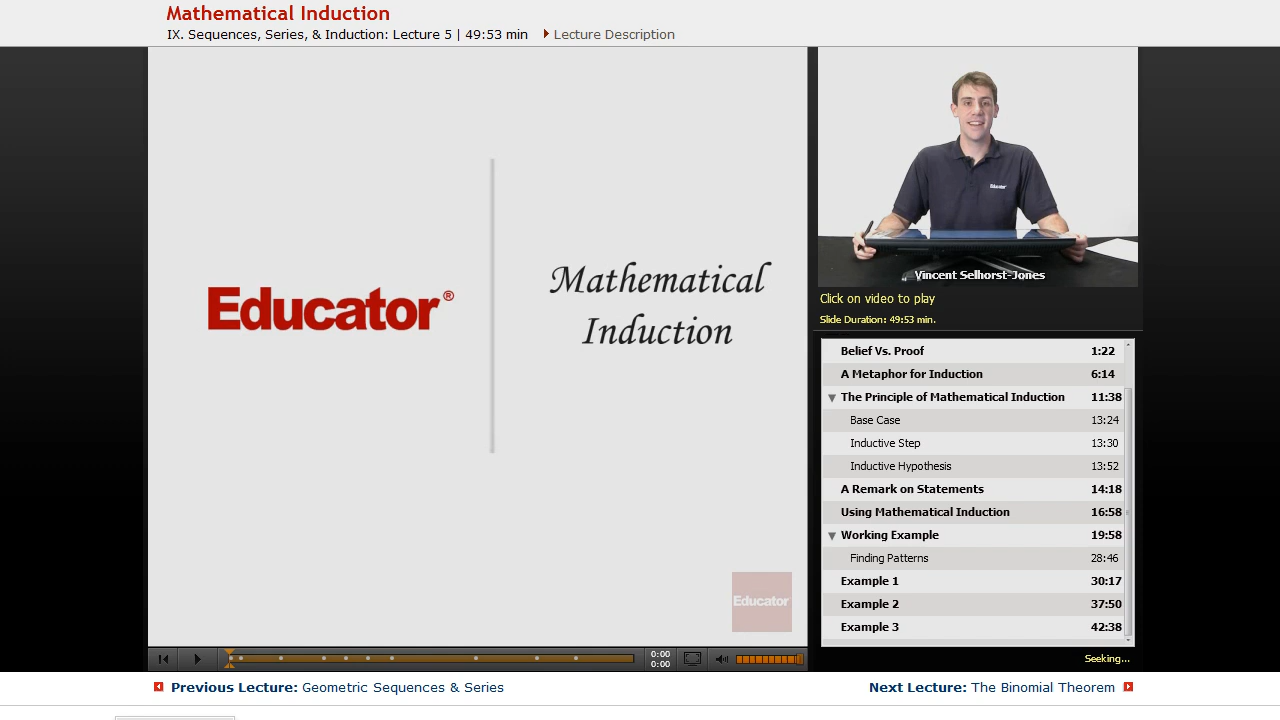 Mathematical Induction
IX. Sequences, Series, & Induction: Lecture 5 | 49:53 min Lecture Description
Educator®
Mathematical
Induction
Educator
Educator
Vincent Selhorst-Jones
Click on video to play
Slide Duration: 49:53 min.
Belief Vs. Proof 1:22
A Metaphor for Induction 6:14
The Principle of Mathematical Induction 11:38
Base Case 13:24
Inductive Step 13:30
Inductive Hypothesis 13:52
A Remark on Statements 14:18
Using Mathematical Induction 16:58
Working Example 19:58
Finding Patterns 28:46
Example 1 30:17
Example 2 37:50
Example 3 42:38
0:00
0:00
Seeking...
Previous Lecture: Geometric Sequences & Series
Next Lecture: The Binomial Theorem